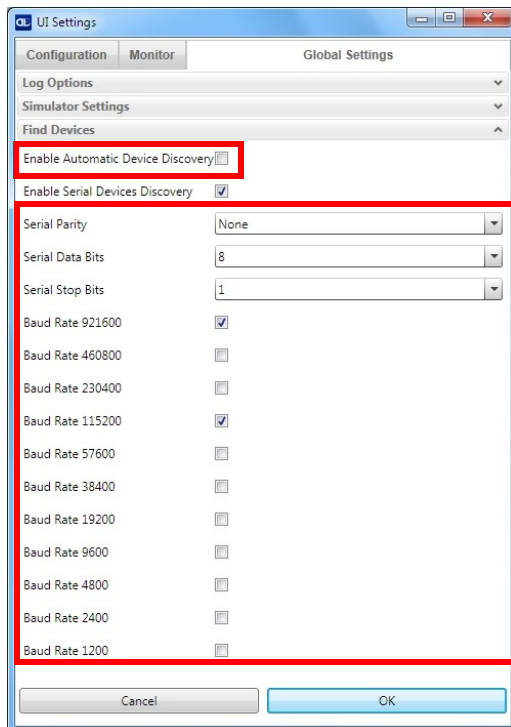 UI Settings
Configuration Monitor Global Settings
Log Options
Simulator Settings
Find Devices
Enable Automatic Device Discovery
Enable Serial Devices Discovery
Serial Parity None
Serial Data Bits 8
Serial Stop Bits 1
Baud Rate 921600
Baud Rate 460800
Baud Rate 230400
Baud Rate 115200
Baud Rate 57600
Baud Rate 38400
Baud Rate 19200
Baud Rate 9600
Baud Rate 4800
Baud Rate 2400
Baud Rate 1200
Cancel OK